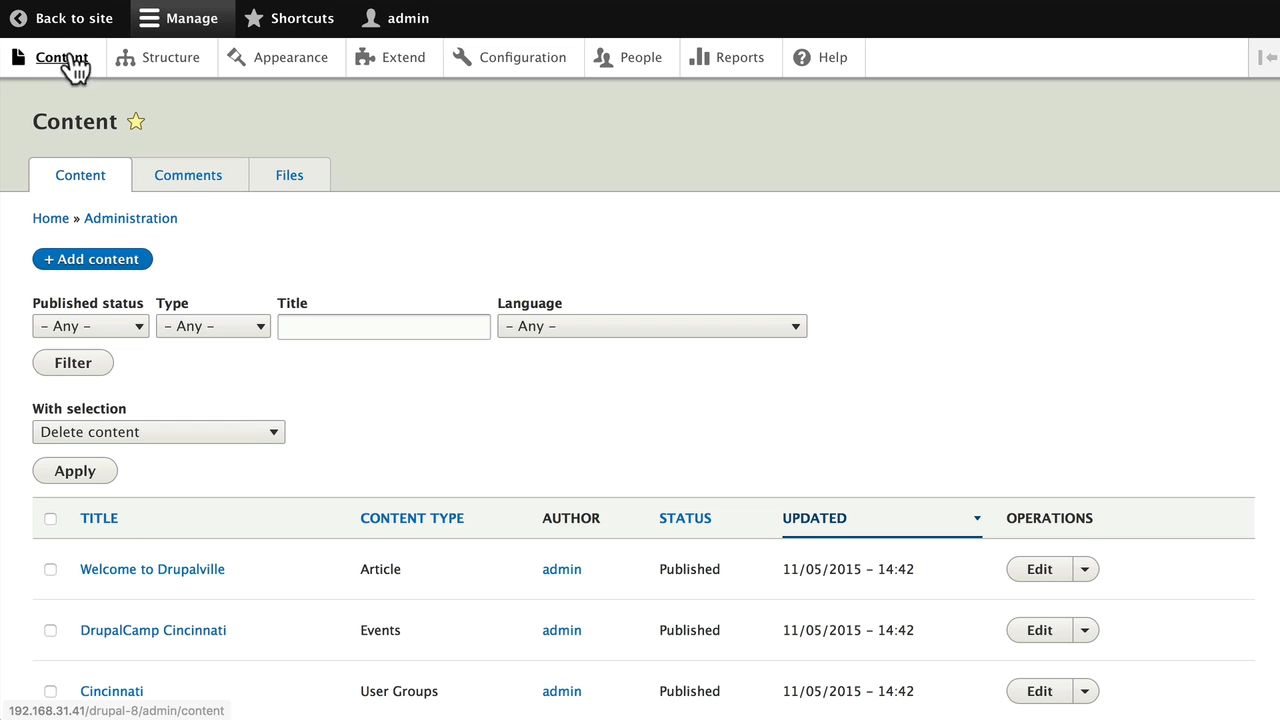 Back to site Manage Shortcuts admin
Content Structure Appearance Extend Configuration People Reports Help
Content
Content Comments Files
Home » Administration
+ Add content
Published status Type Title Language
- Any - - Any - - Any -
Filter
With selection
Delete content
Apply
TITLE CONTENT TYPE AUTHOR STATUS UPDATED OPERATIONS
Welcome to Drupalville Article admin Published 11/05/2015 - 14:42 Edit
DrupalCamp Cincinnati Events admin Published 11/05/2015 - 14:42 Edit
Cincinnati User Groups admin Published 11/05/2015 - 14:42 Edit
192.168.31.41/drupal-8/admin/content